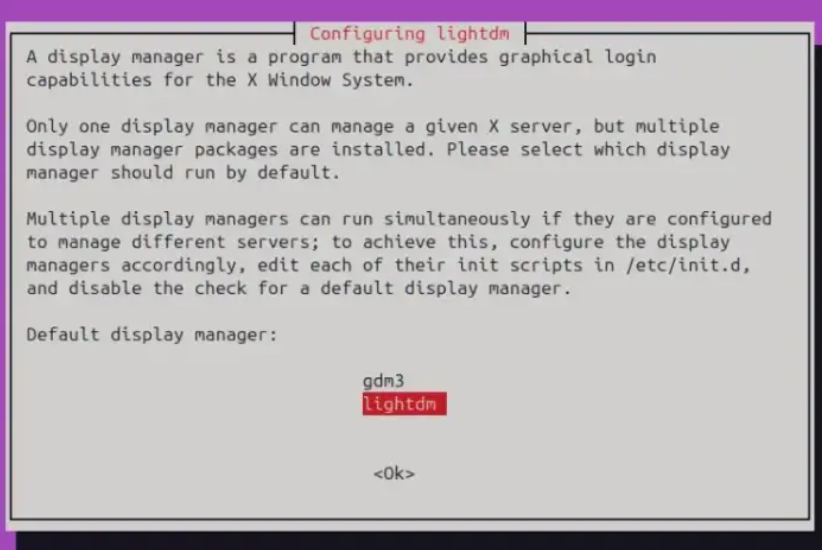 Configuring lightdm
A display manager is a program that provides graphical login
capabilities for the X Window System.
Only one display manager can manage a given X server, but multiple
display manager packages are installed. Please select which display
manager should run by default.
Multiple display managers can run simultaneously if they are configured
to manage different servers; to achieve this, configure the display
managers accordingly, edit each of their init scripts in /etc/init.d,
and disable the check for a default display manager.
Default display manager:
gdm3
lightdm
<Ok>